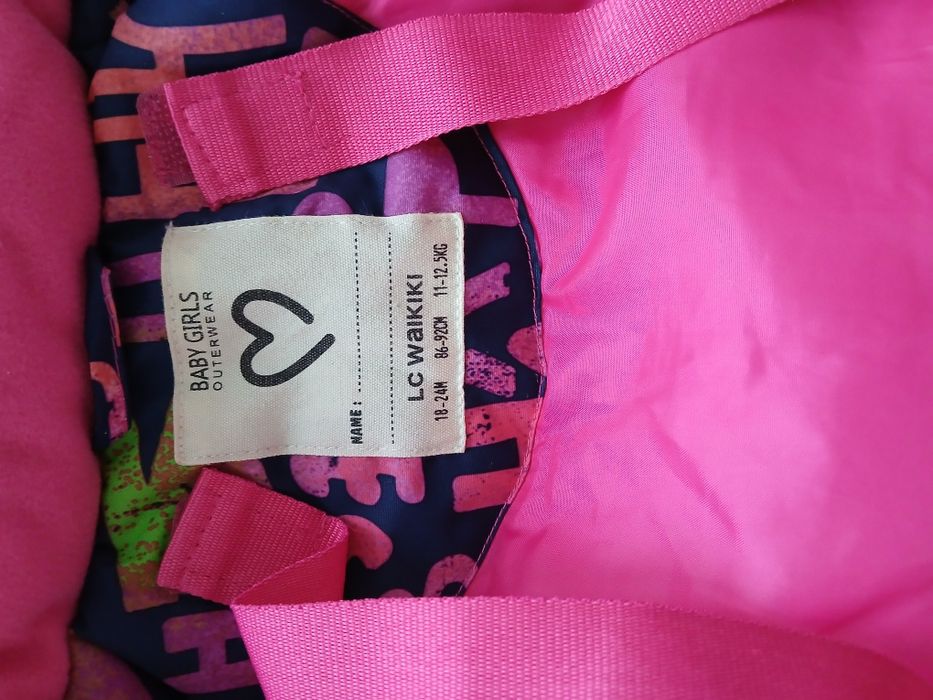 BABY GIRLS
OUTERWEAR
NAME:
LC WAIKIKI
18-24M 86-92CM 11-12.5KG